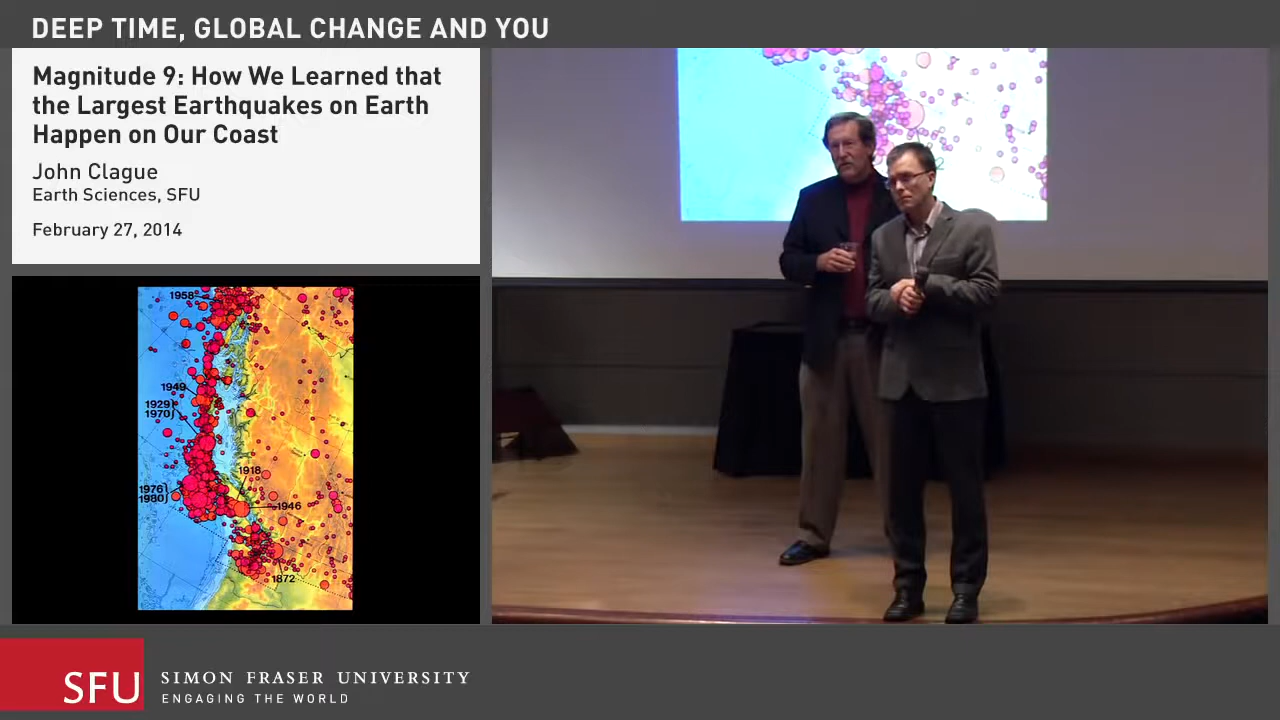 DEEP TIME, GLOBAL CHANGE AND YOU
Magnitude 9: How We Learned that
the Largest Earthquakes on Earth
Happen on Our Coast
John Clague
Earth Sciences, SFU
February 27, 2014
1958
1949
1929
1970
1918
1976
1980
1946
1872
SFU
SIMON FRASER UNIVERSITY
ENGAGING THE WORLD